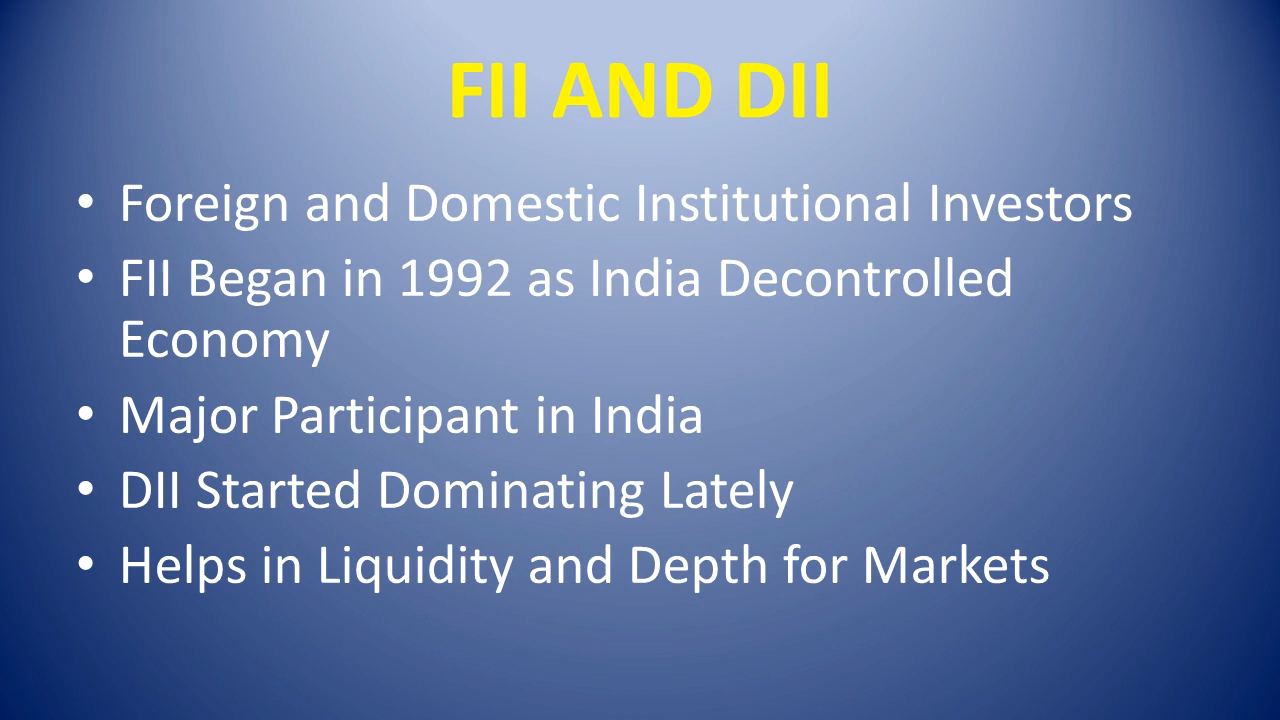 FII AND DII
• Foreign and Domestic Institutional Investors
• FII Began in 1992 as India Decontrolled
Economy
• Major Participant in India
• DII Started Dominating Lately
• Helps in Liquidity and Depth for Markets